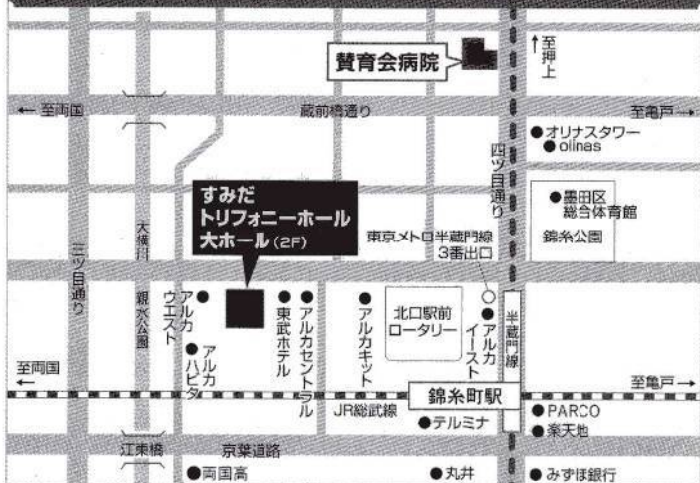 賛育会病院
↑至押上
← 至両国
蔵前橋通り
至亀戸 →
●オリナスタワー
●olinas
四ツ目通り
すみだ
トリフォニーホール
大ホール(2F)
●墨田区
総合体育館
錦糸公園
東京メトロ半蔵門線
3番出口
三ツ目通り
大横川
親水公園
アルカ
ウエスト
アルカ
ハビタ
東武ホテル
アルカセントラル
アルカキット
北口駅前
ロータリー
アルカ
イースト
半蔵門線
至両国
←
錦糸町駅
至亀戸 →
JR総武線
●テルミナ
●PARCO
●楽天地
江東橋
京葉道路
●両国高
●丸井
●みずほ銀行